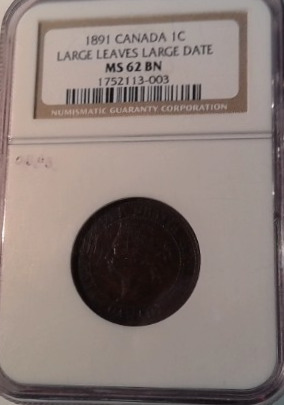 1891 CANADA 1C
LARGE LEAVES LARGE DATE
MS 62 BN
1752113-003
NUMISMATIC GUARANTY CORPORATION